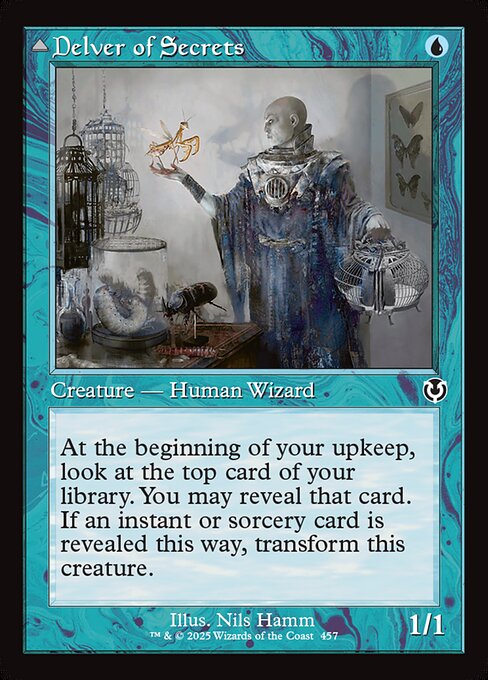 Delver of Secrets
Creature — Human Wizard
At the beginning of your upkeep,
look at the top card of your
library. You may reveal that card.
If an instant or sorcery card is
revealed this way, transform this
creature.
Illus. Nils Hamm
™ & © 2025 Wizards of the Coast 457
1/1